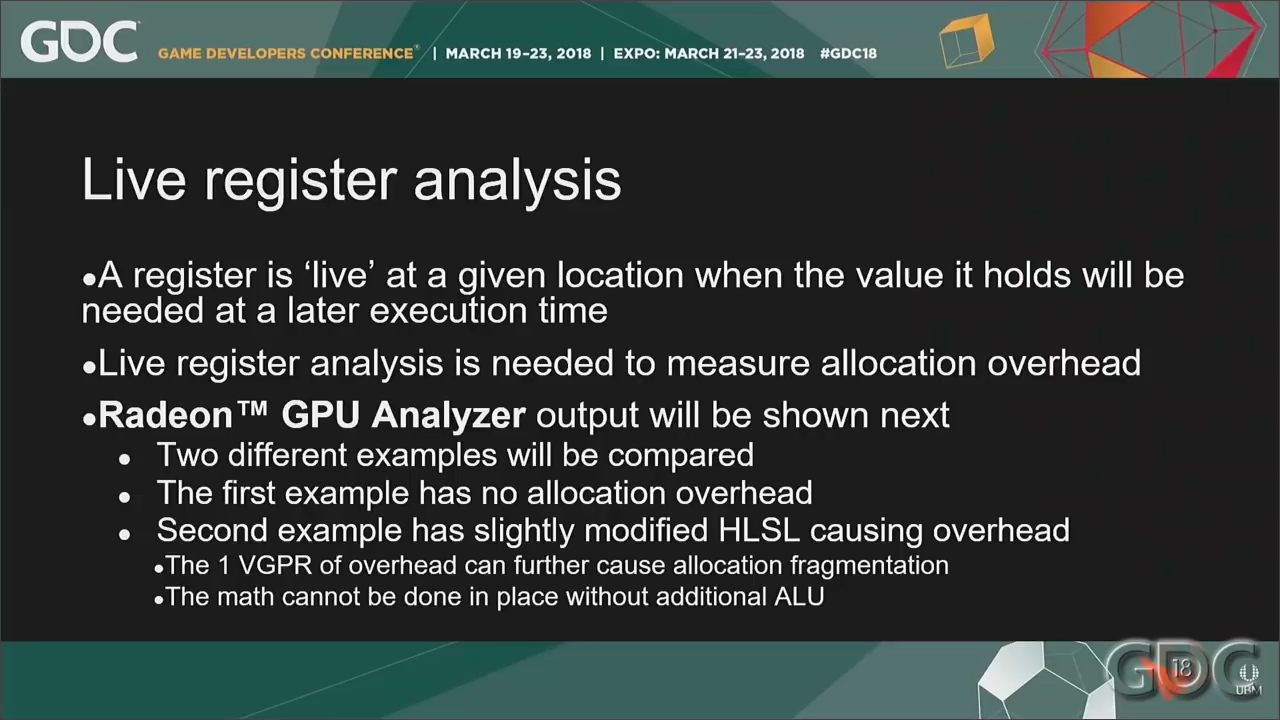 GDC GAME DEVELOPERS CONFERENCE® | MARCH 19–23, 2018 | EXPO: MARCH 21–23, 2018 #GDC18
Live register analysis
●A register is ‘live’ at a given location when the value it holds will be
needed at a later execution time
●Live register analysis is needed to measure allocation overhead
●Radeon™ GPU Analyzer output will be shown next
● Two different examples will be compared
● The first example has no allocation overhead
● Second example has slightly modified HLSL causing overhead
●The 1 VGPR of overhead can further cause allocation fragmentation
●The math cannot be done in place without additional ALU
GDC 18 UBM